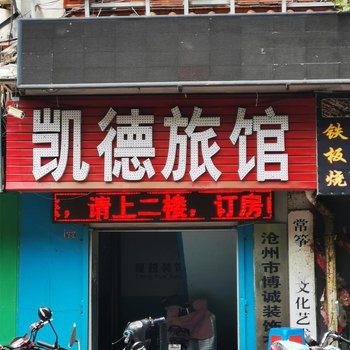 凯德旅馆
，请上二楼，订房
铁板烧
常筝 文化艺
沧州市博诚装饰